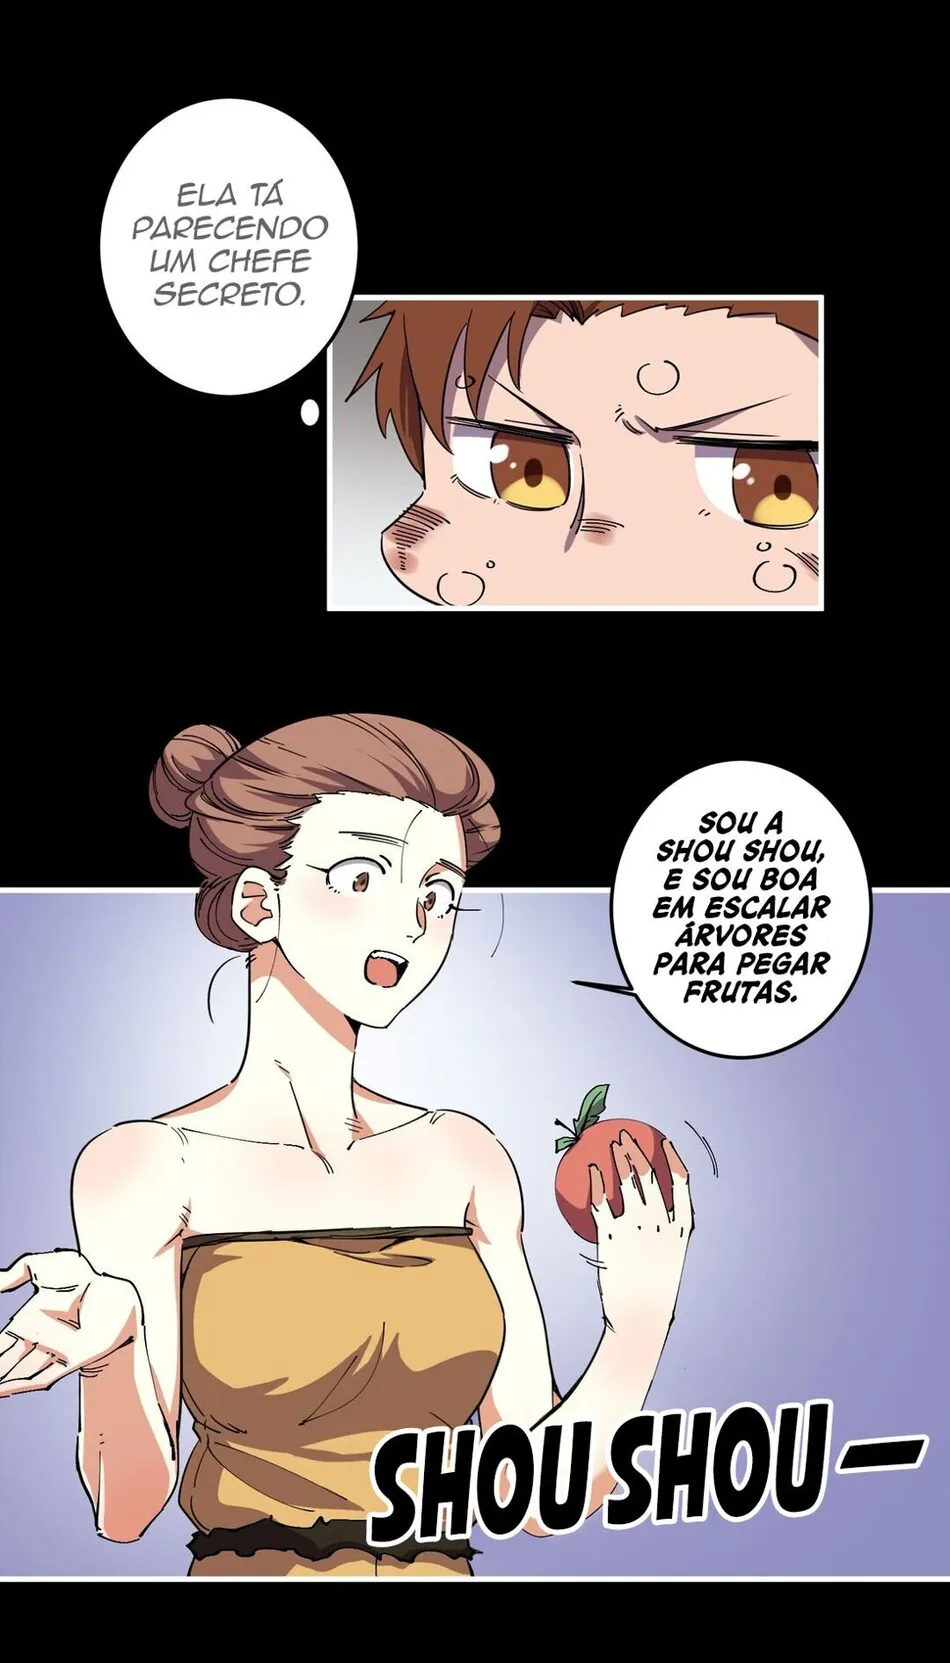 ELA TÁ
PARECENDO
UM CHEFE
SECRETO.
SOU A
SHOU SHOU,
E SOU BOA
EM ESCALAR
ÁRVORES
PARA PEGAR
FRUTAS.
SHOU SHOU —